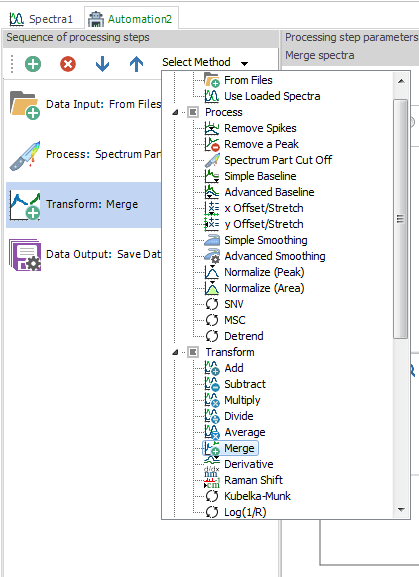 Spectra1
Automation2
Sequence of processing steps
Processing step parameters
Merge spectra
Select Method
Data Input: From Files
Process: Spectrum Part
Transform: Merge
Data Output: Save Dat
From Files
Use Loaded Spectra
Process
Remove Spikes
Remove a Peak
Spectrum Part Cut Off
Simple Baseline
Advanced Baseline
x Offset/Stretch
y Offset/Stretch
Simple Smoothing
Advanced Smoothing
Normalize (Peak)
Normalize (Area)
SNV
MSC
Detrend
Transform
Add
Subtract
Multiply
Divide
Average
Merge
Derivative
Raman Shift
Kubelka-Munk
Log(1/R)